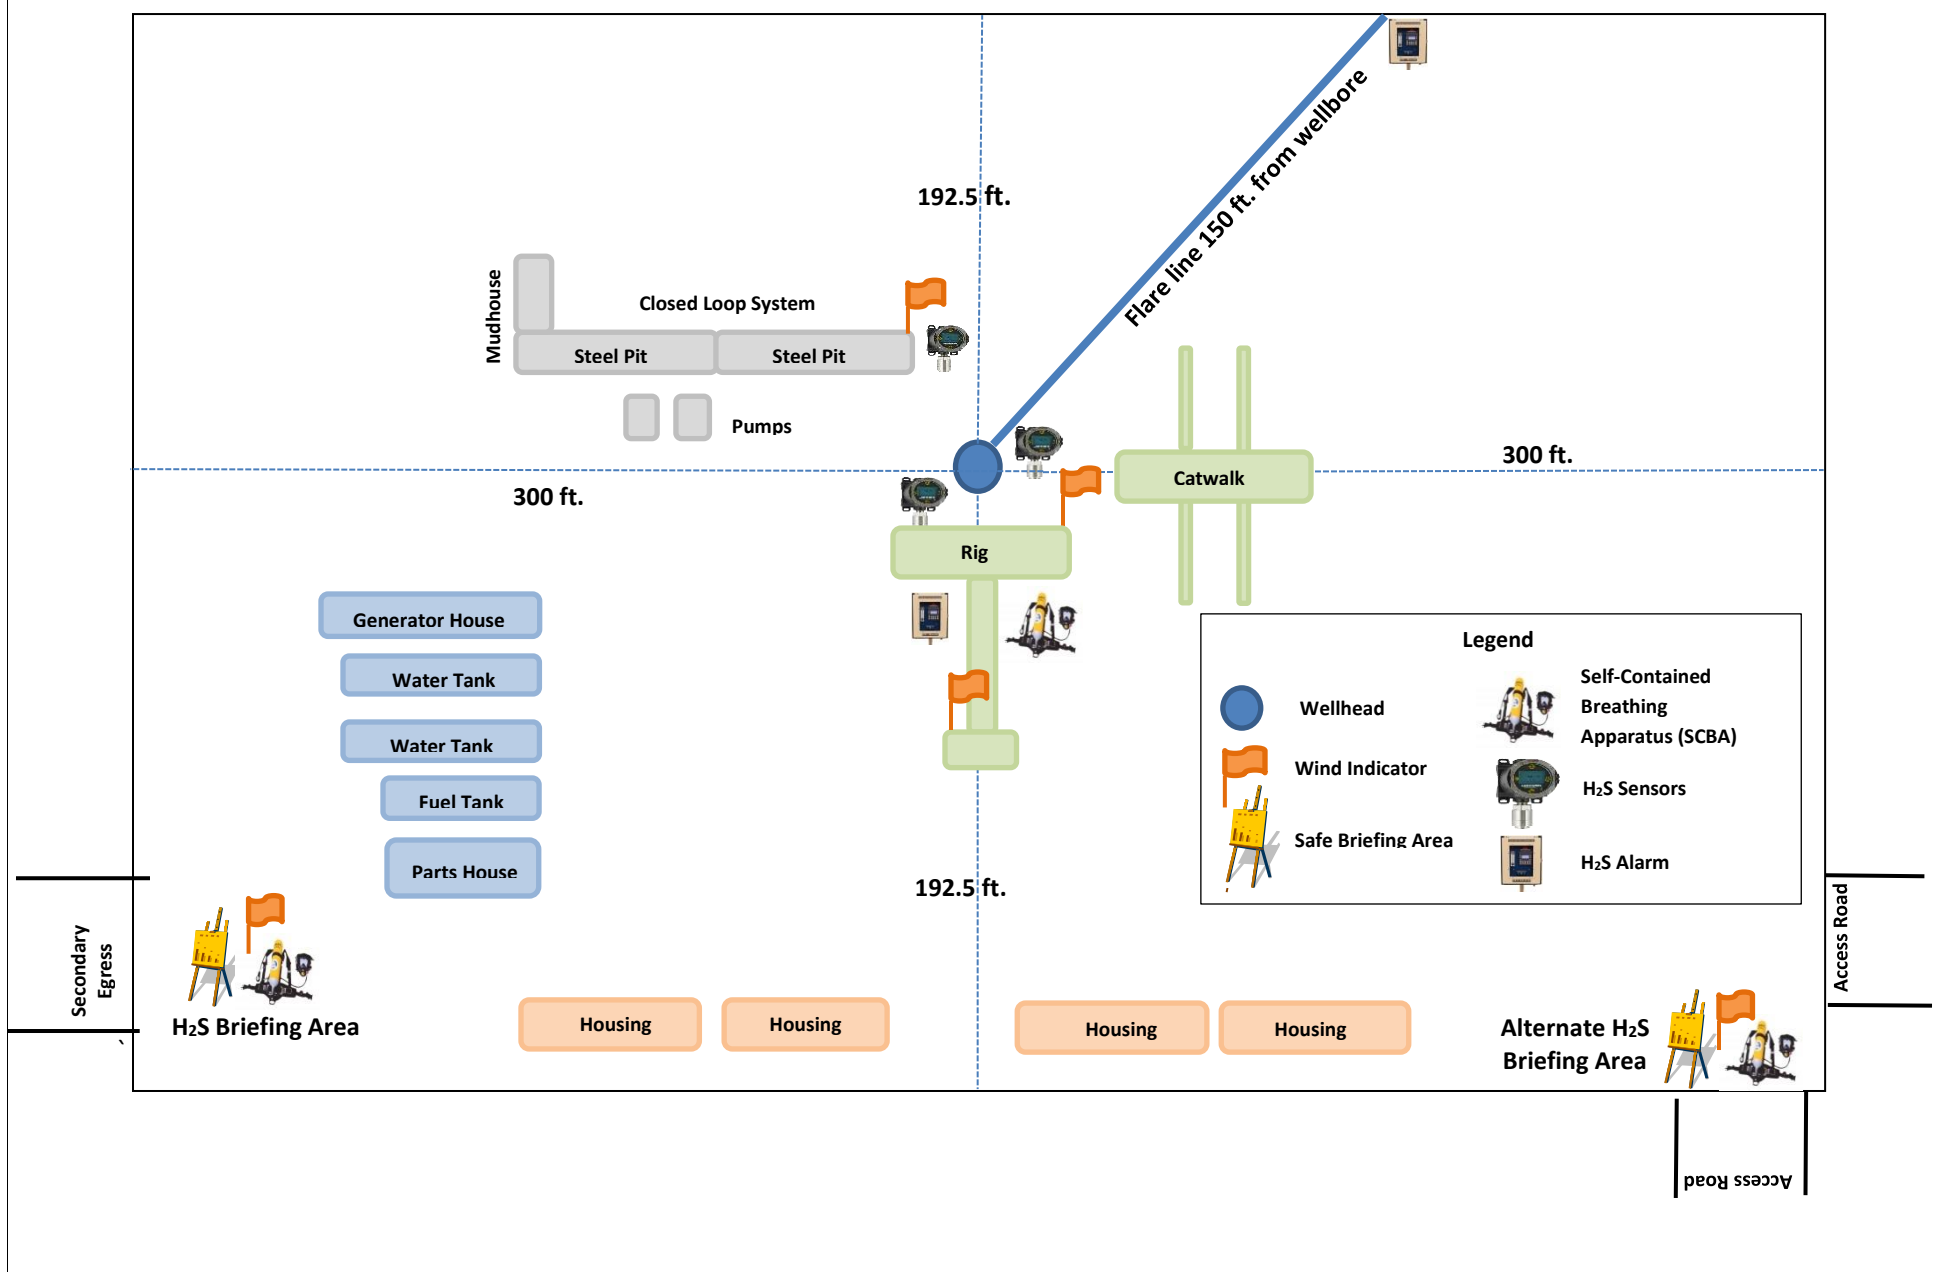 192.5 ft.
Flare line 150 ft. from wellbore
Mudhouse
Closed Loop System
Steel Pit
Steel Pit
Pumps
300 ft.
300 ft.
Catwalk
Rig
Generator House
Water Tank
Water Tank
Fuel Tank
Parts House
192.5 ft.
Legend
Wellhead
Wind Indicator
Safe Briefing Area
Self-Contained
Breathing
Apparatus (SCBA)
H2S Sensors
H2S Alarm
Secondary
Egress
`
H2S Briefing Area
Housing
Housing
Housing
Housing
Alternate H2S
Briefing Area
Access Road
Access Road